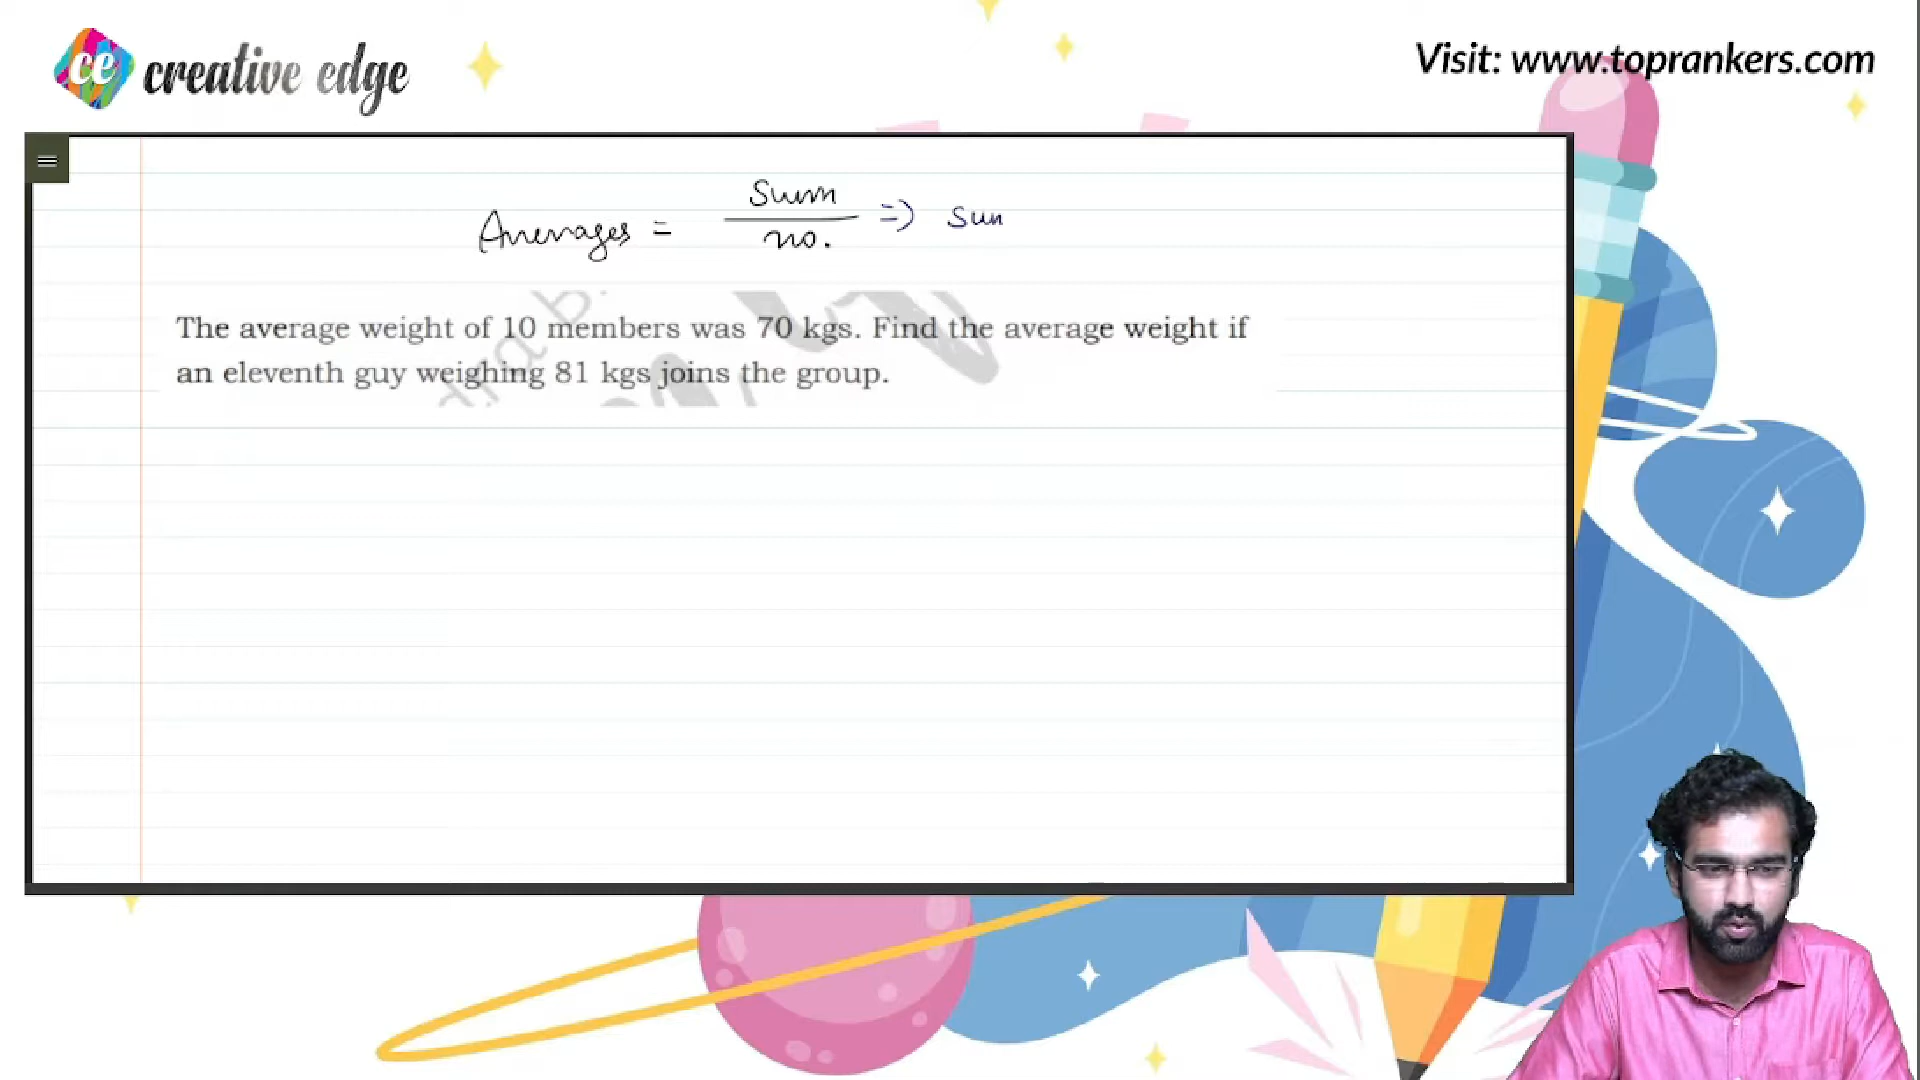 ce creative edge
Visit: www.toprankers.com
Averages = Sum / no. => Sum
The average weight of 10 members was 70 kgs. Find the average weight if
an eleventh guy weighing 81 kgs joins the group.